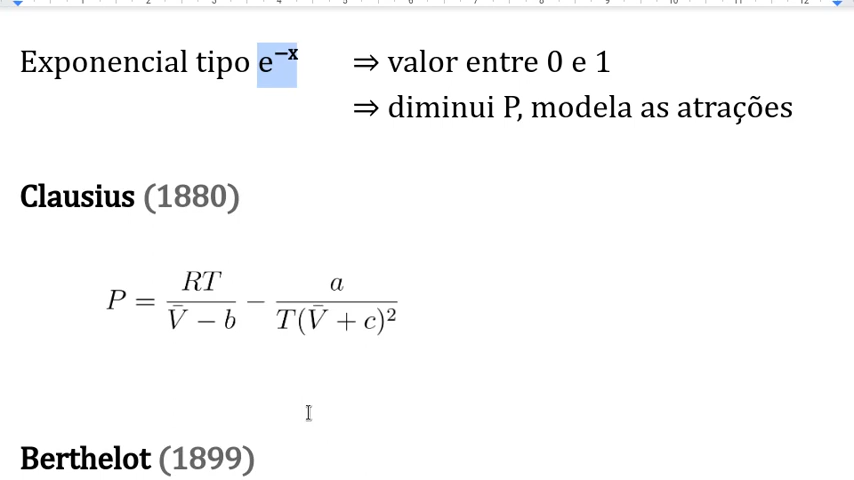 Exponencial tipo e⁻ˣ ⇒ valor entre 0 e 1
⇒ diminui P, modela as atrações
Clausius (1880)
P = RT / (V̄ − b) − a / (T(V̄ + c)²)
Berthelot (1899)